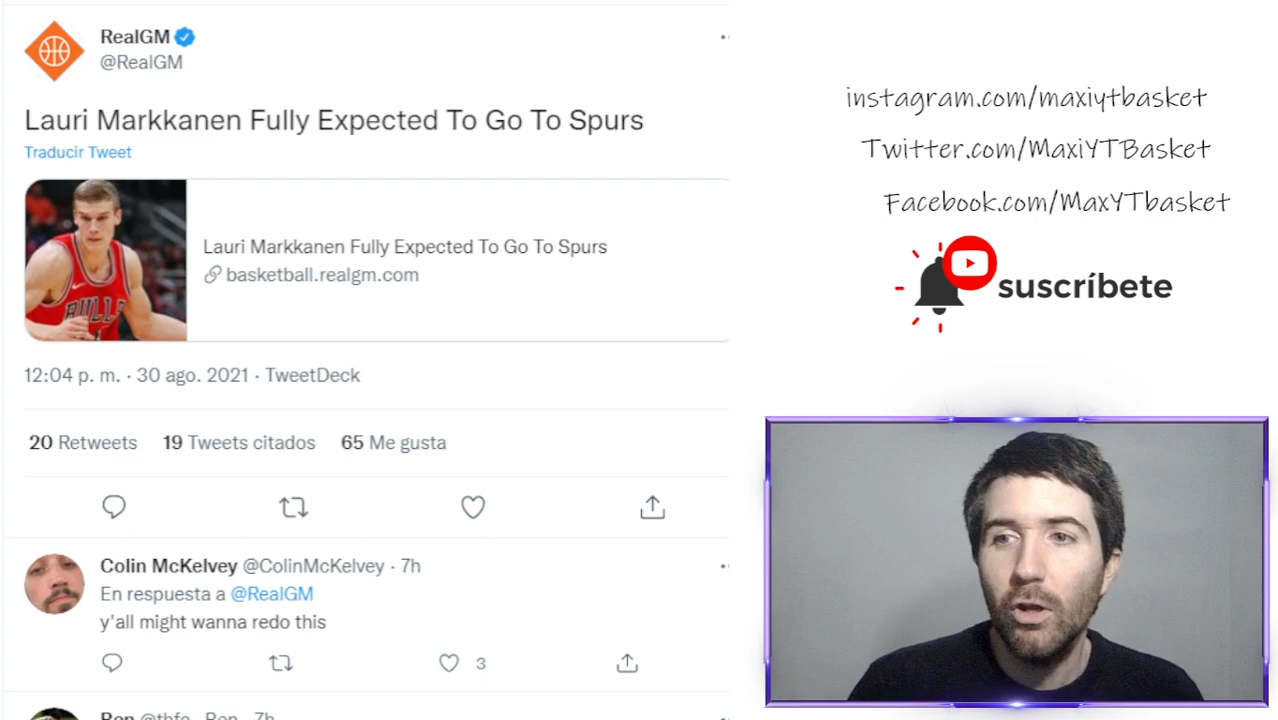 RealGM
@RealGM
Lauri Markkanen Fully Expected To Go To Spurs
Traducir Tweet
BULLS
Lauri Markkanen Fully Expected To Go To Spurs
basketball.realgm.com
12:04 p. m. · 30 ago. 2021 · TweetDeck
20 Retweets 19 Tweets citados 65 Me gusta
Colin McKelvey @ColinMcKelvey · 7h
En respuesta a @RealGM
y'all might wanna redo this
3
instagram.com/maxiytbasket
Twitter.com/MaxiYTBasket
Facebook.com/MaxYTbasket
suscríbete